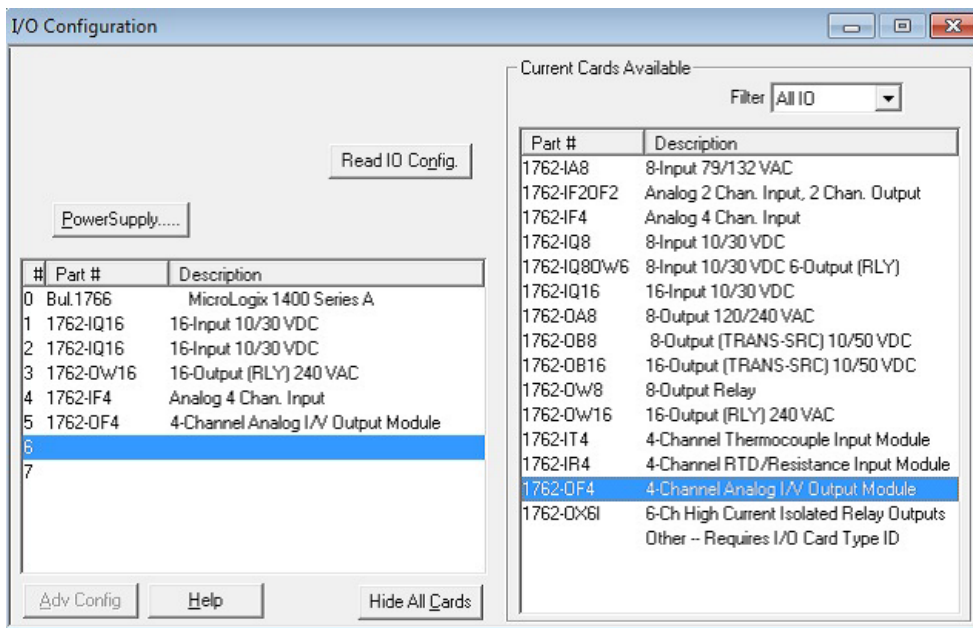 I/O Configuration
Read IO Config.
PowerSupply.....
# Part # Description
0 Bul.1766 MicroLogix 1400 Series A
1 1762-IQ16 16-Input 10/30 VDC
2 1762-IQ16 16-Input 10/30 VDC
3 1762-OW16 16-Output (RLY) 240 VAC
4 1762-IF4 Analog 4 Chan. Input
5 1762-OF4 4-Channel Analog I/V Output Module
6
7
Adv Config Help Hide All Cards
Current Cards Available
Filter All IO
Part # Description
1762-IA8 8-Input 79/132 VAC
1762-IF2OF2 Analog 2 Chan. Input, 2 Chan. Output
1762-IF4 Analog 4 Chan. Input
1762-IQ8 8-Input 10/30 VDC
1762-IQ8OW6 8-Input 10/30 VDC 6-Output (RLY)
1762-IQ16 16-Input 10/30 VDC
1762-OA8 8-Output 120/240 VAC
1762-OB8 8-Output (TRANS-SRC) 10/50 VDC
1762-OB16 16-Output (TRANS-SRC) 10/50 VDC
1762-OW8 8-Output Relay
1762-OW16 16-Output (RLY) 240 VAC
1762-IT4 4-Channel Thermocouple Input Module
1762-IR4 4-Channel RTD/Resistance Input Module
1762-OF4 4-Channel Analog I/V Output Module
1762-OX6I 6-Ch High Current Isolated Relay Outputs
Other -- Requires I/O Card Type ID